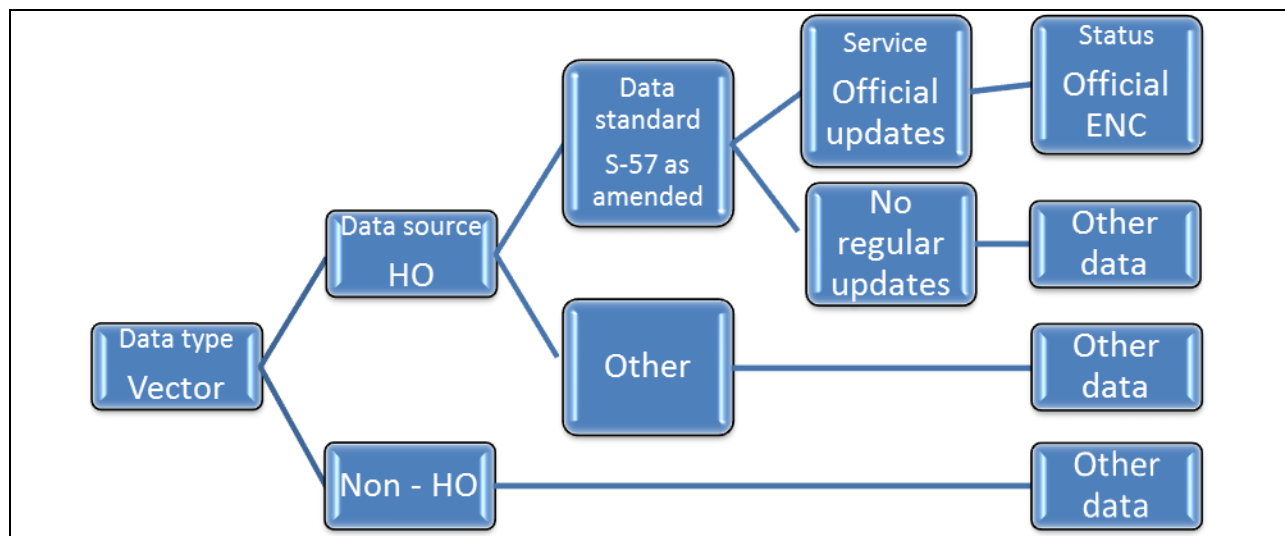 Data type
Vector
Data source
HO
Non - HO
Data
standard
S-57 as
amended
Other
Service
Official
updates
No
regular
updates
Status
Official
ENC
Other
data
Other
data
Other
data